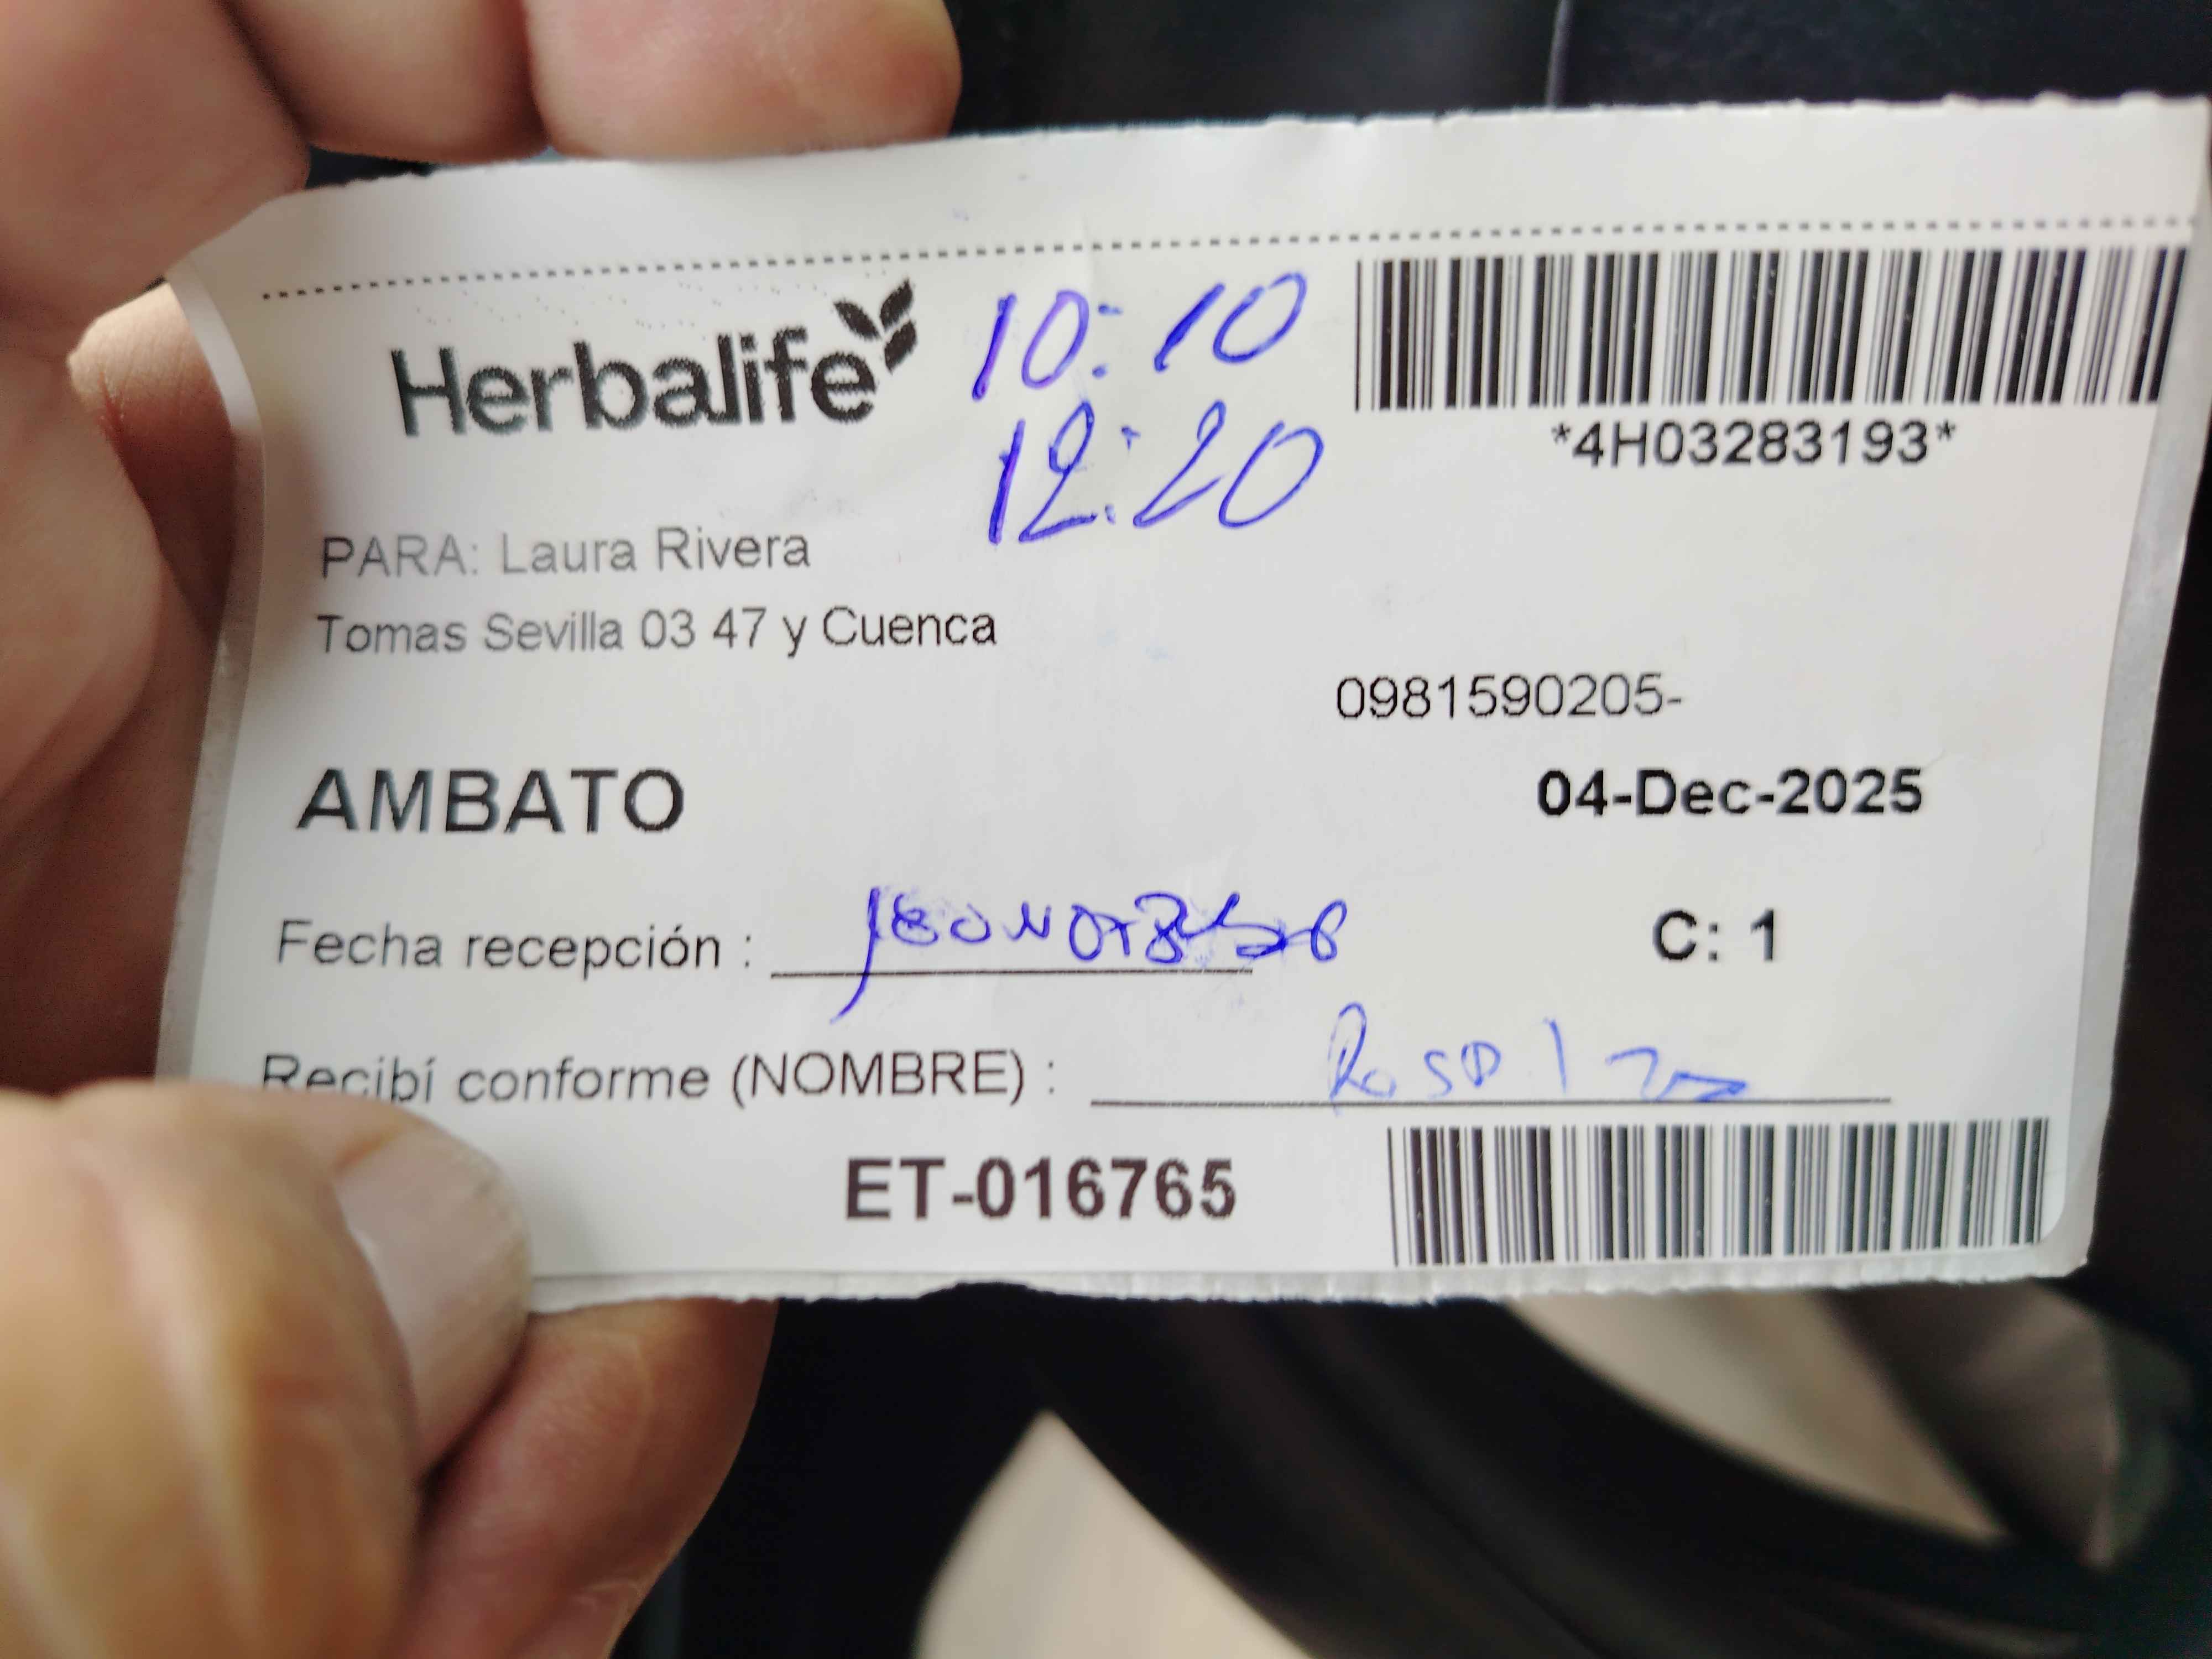 Herbalife
10:10
12:20
*4H03283193*
PARA: Laura Rivera
Tomas Sevilla 03 47 y Cuenca
0981590205-
AMBATO
04-Dec-2025
Fecha recepción :
C: 1
Recibí conforme (NOMBRE) :
ET-016765